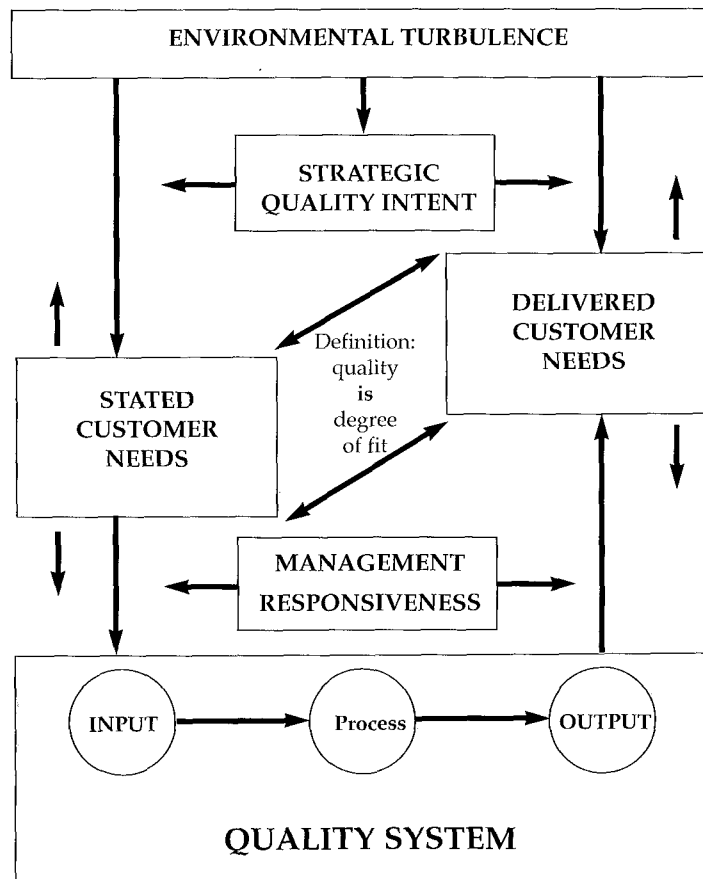 ENVIRONMENTAL TURBULENCE
STRATEGIC
QUALITY INTENT
DELIVERED
CUSTOMER
NEEDS
Definition:
quality
is
degree
of fit
STATED
CUSTOMER
NEEDS
MANAGEMENT
RESPONSIVENESS
INPUT
Process
OUTPUT
QUALITY SYSTEM